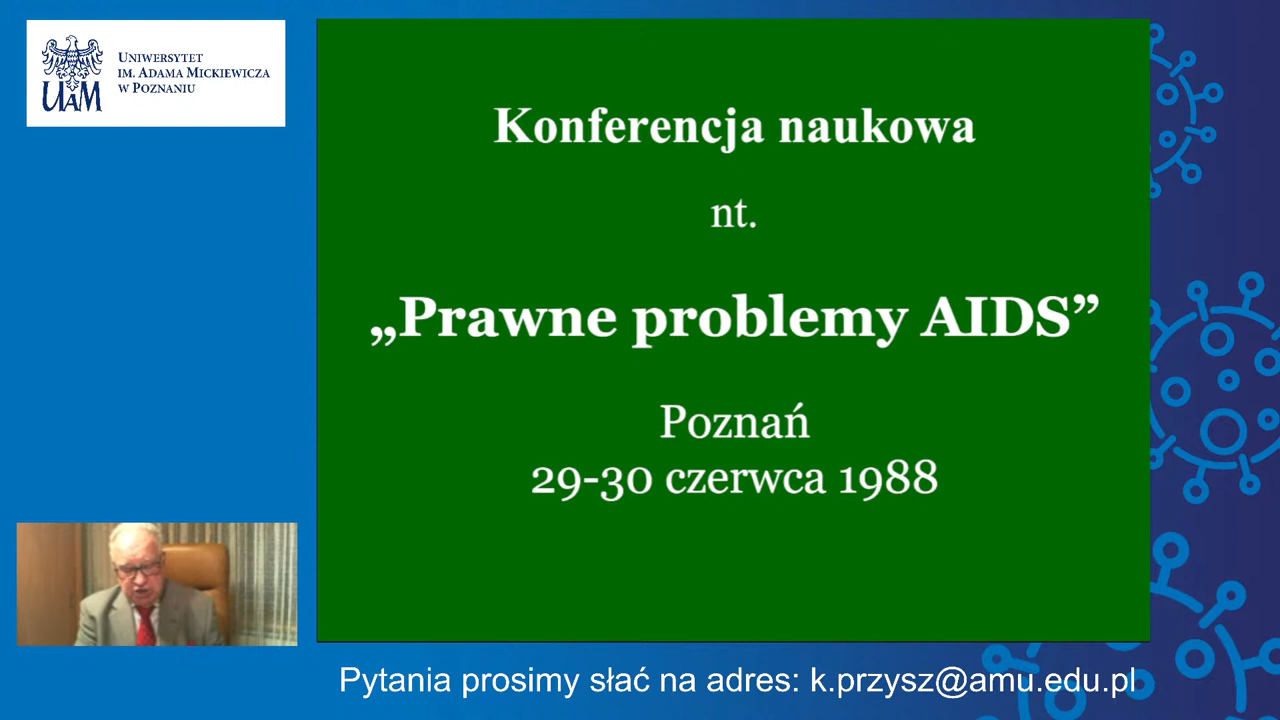 UNIWERSYTET
IM. ADAMA MICKIEWICZA
W POZNANIU
UAM
Konferencja naukowa
nt.
„Prawne problemy AIDS”
Poznań
29-30 czerwca 1988
Pytania prosimy słać na adres: k.przysz@amu.edu.pl